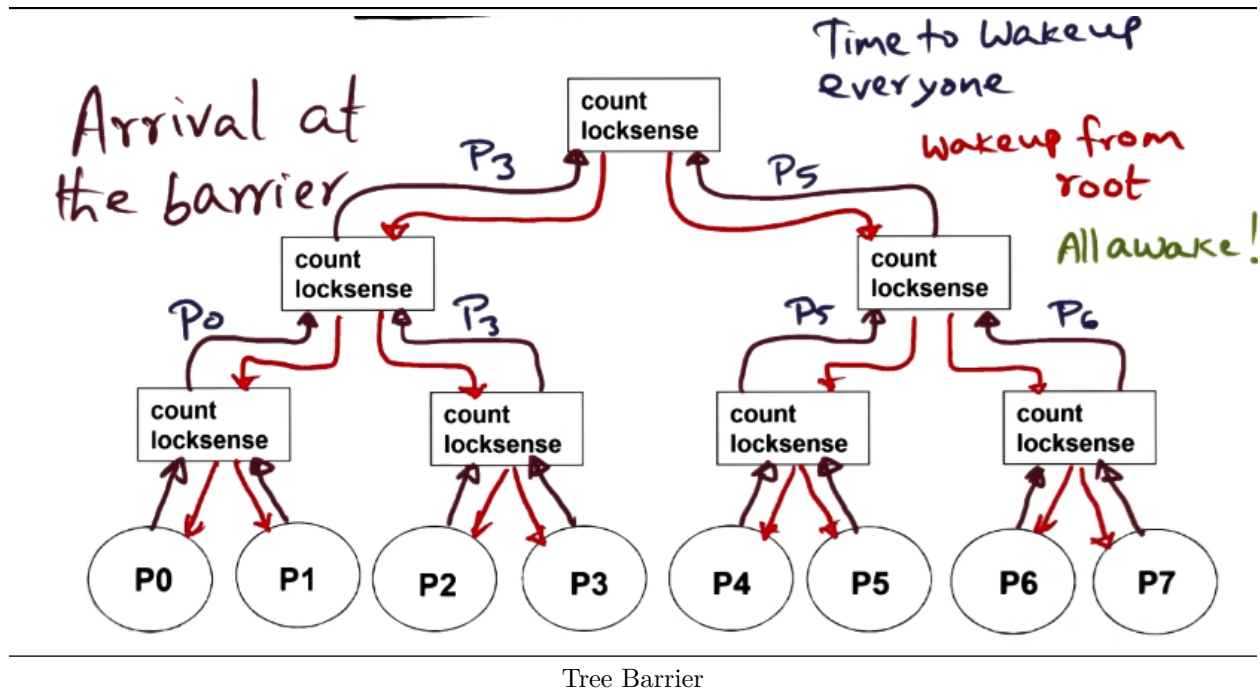 Time to Wakeup
everyone
Arrival at
the barrier
count
locksense
wakeup from
root
All awake!
P3
P5
count
locksense
count
locksense
P0
P3
P5
P6
count
locksense
count
locksense
count
locksense
count
locksense
P0
P1
P2
P3
P4
P5
P6
P7
Tree Barrier